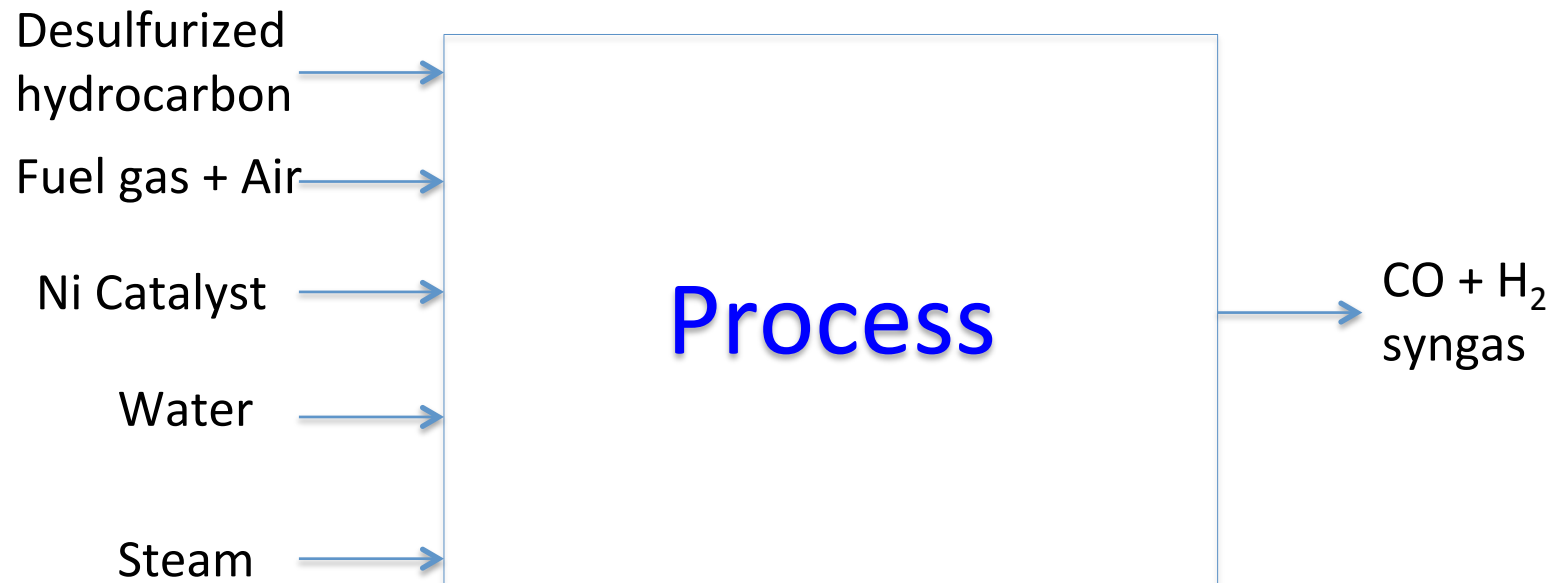 Desulfurized
hydrocarbon
Fuel gas + Air
Ni Catalyst
Water
Steam
Process
CO + H₂
syngas